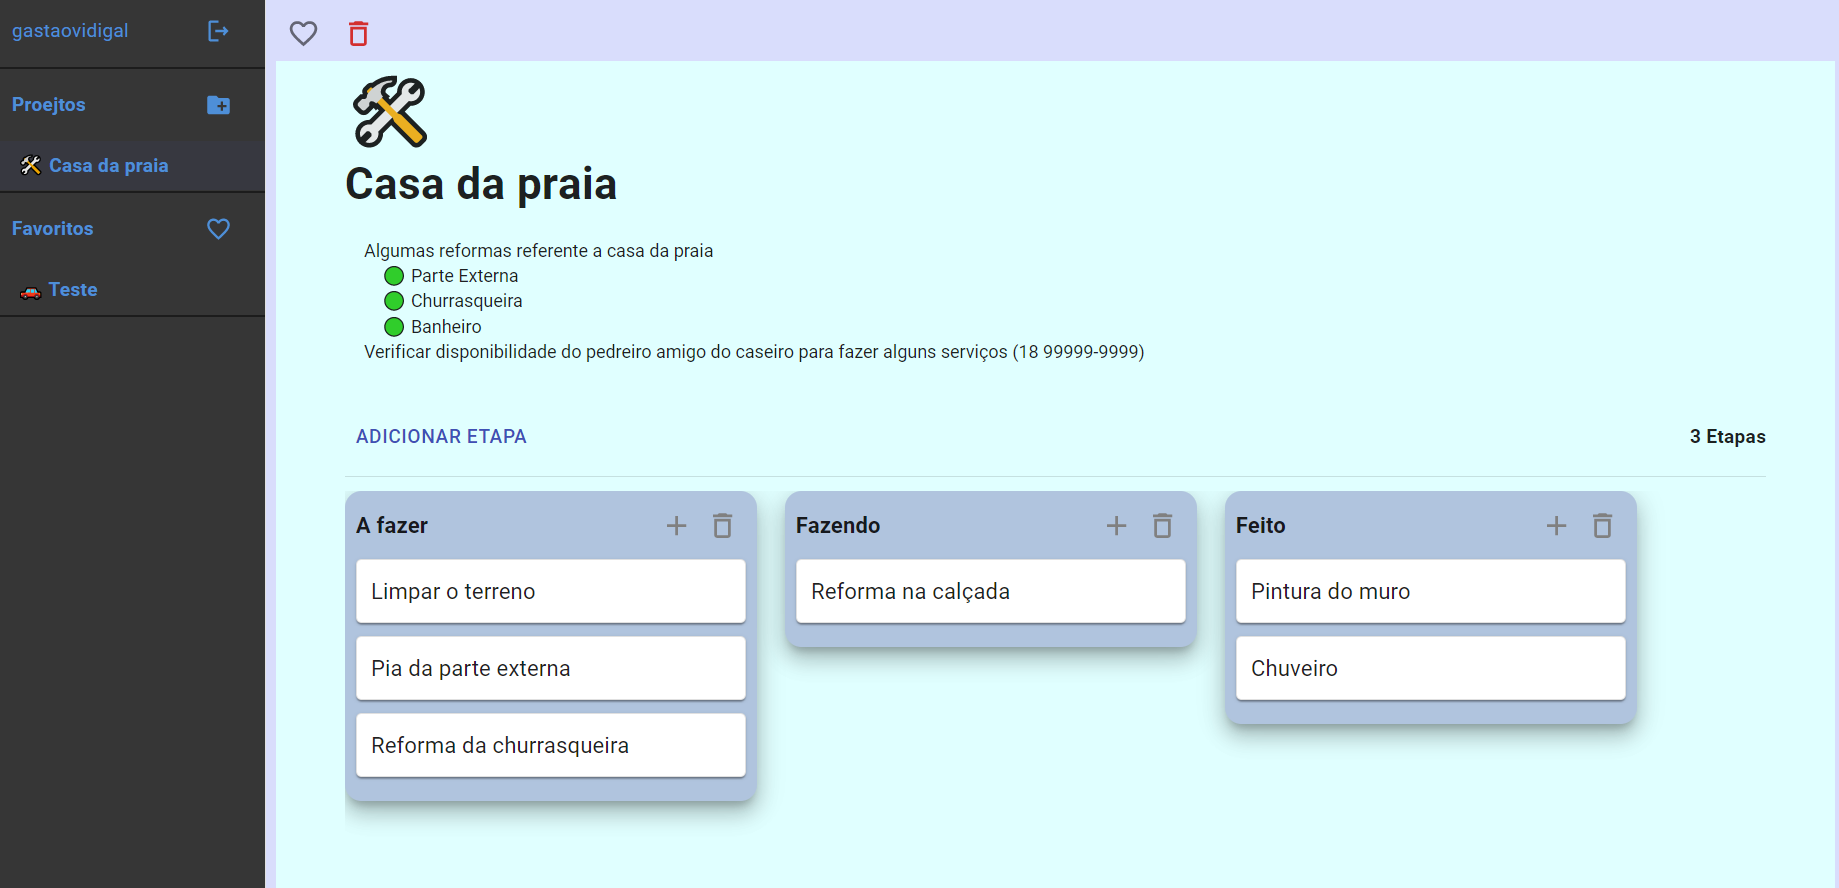 gastaovidigal
Proejtos
Casa da praia
Favoritos
Teste
Casa da praia
Algumas reformas referente a casa da praia
Parte Externa
Churrasqueira
Banheiro
Verificar disponibilidade do pedreiro amigo do caseiro para fazer alguns serviços (18 99999-9999)
ADICIONAR ETAPA
3 Etapas
A fazer
Limpar o terreno
Pia da parte externa
Reforma da churrasqueira
Fazendo
Reforma na calçada
Feito
Pintura do muro
Chuveiro